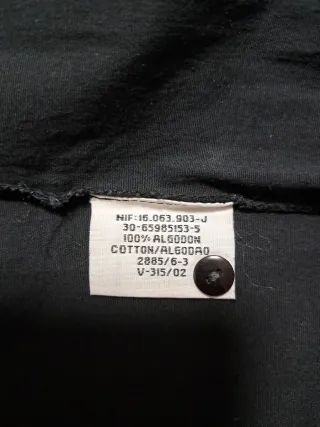 NIF:16.063.903-J
30-65985153-5
100% ALGODON
COTTON/ALGODAO
2885/6-3
V-315/02